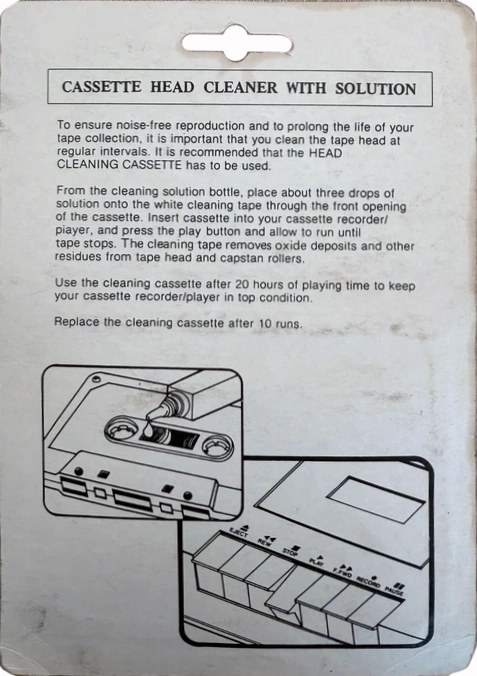 CASSETTE HEAD CLEANER WITH SOLUTION
To ensure noise-free reproduction and to prolong the life of your
tape collection, it is important that you clean the tape head at
regular intervals. It is recommended that the HEAD
CLEANING CASSETTE has to be used.
From the cleaning solution bottle, place about three drops of
solution onto the white cleaning tape through the front opening
of the cassette. Insert cassette into your cassette recorder/
piayer, and press the play button and allow to run until
tape stops. The cleaning tape removes oxide deposits and other
residues from tape head and capstan rollers.
Use the cleaning cassette after 20 hours of playing time to keep
your cassette recorder/player in top condition.
Replace the cleaning cassette after 10 runs.
EJECT REW STOP PLAY F.FWD RECORD PAUSE